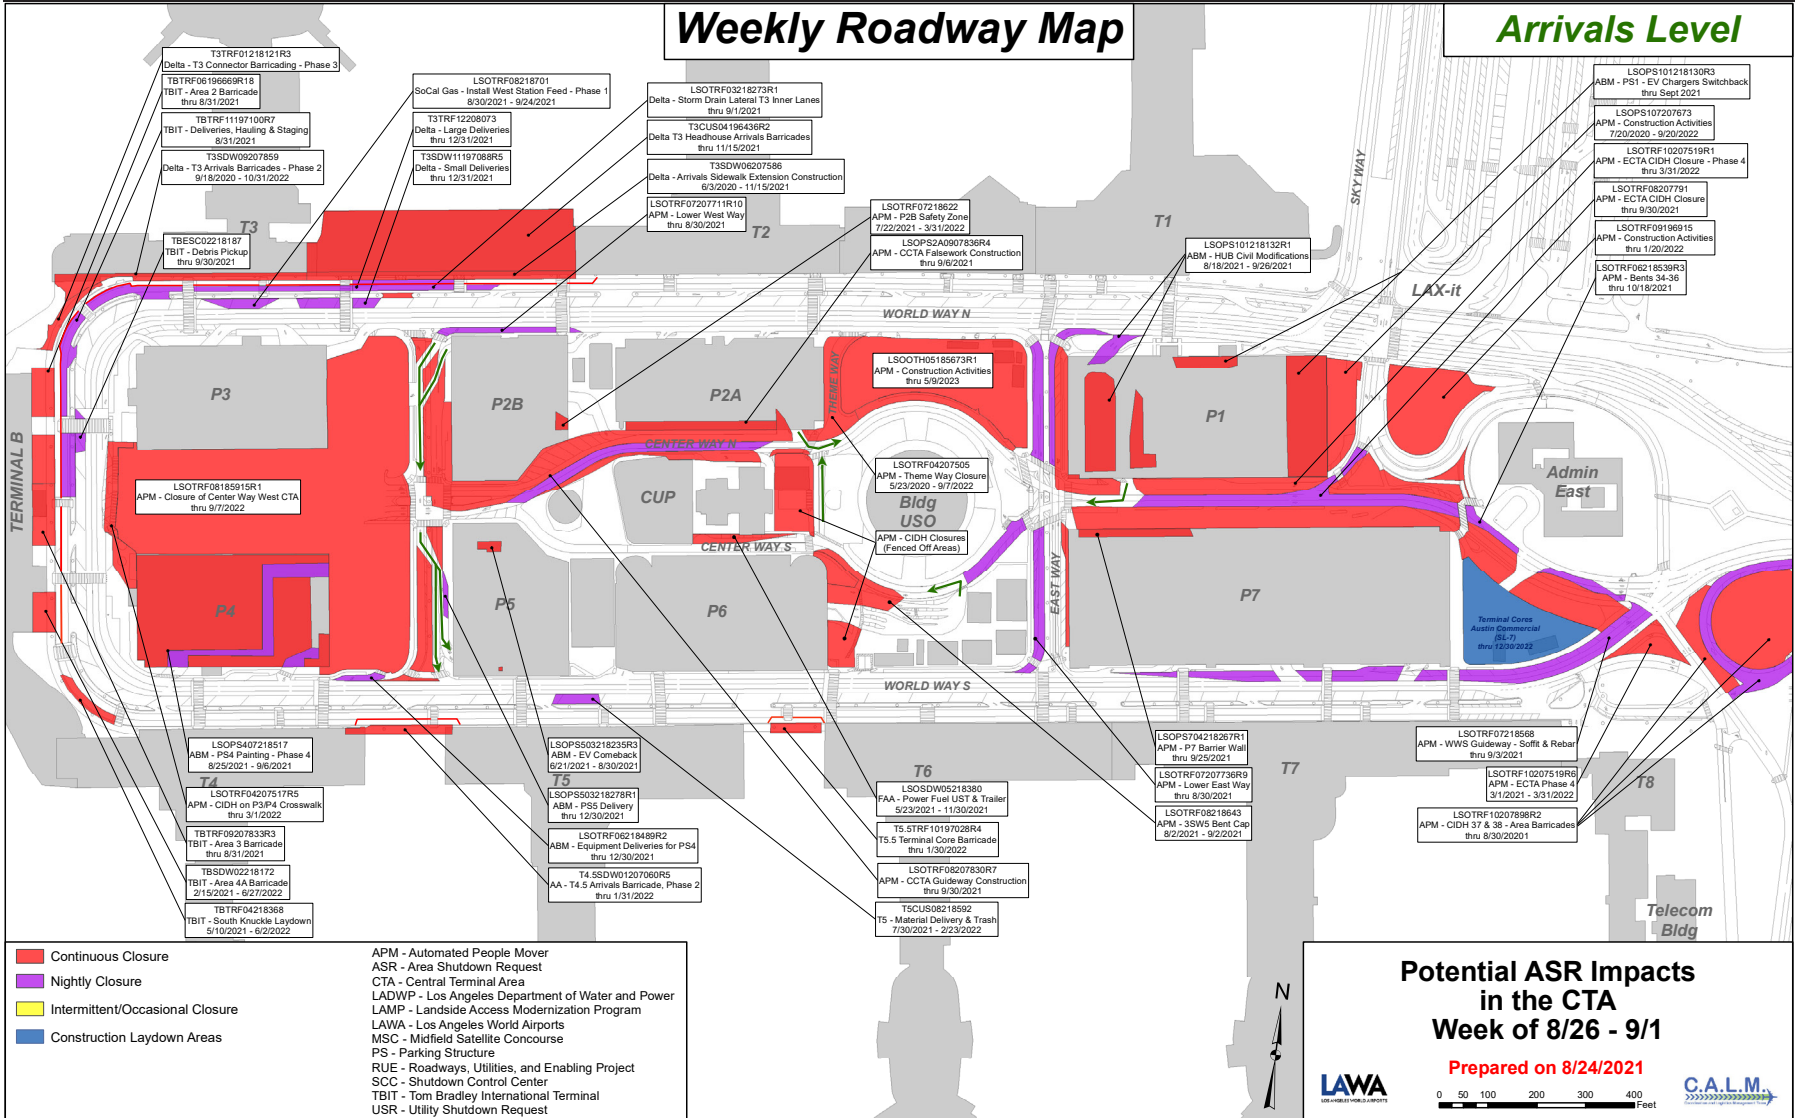 Weekly Roadway Map
Arrivals Level
T3TRF01218121R3
Delta - T3 Connector Barricading - Phase 3
TBTRF06196669R18
TBIT - Area 2 Barricade
thru 8/31/2021
TBTRF11197100R7
TBIT - Deliveries, Hauling & Staging
8/31/2021
T3SDW09207859
Delta - T3 Arrivals Barricades - Phase 2
9/18/2020 - 10/31/2022
TBESC02218187
TBIT - Debris Pickup
thru 9/30/2021
LSOTRF08218701
SoCal Gas - Install West Station Feed - Phase 1
8/30/2021 - 9/24/2021
T3TRF12208073
Delta - Large Deliveries
thru 12/31/2021
T3SDW11197088R5
Delta - Small Deliveries
thru 12/31/2021
LSOTRF03218273R1
Delta - Storm Drain Lateral T3 Inner Lanes
thru 9/1/2021
T3CUS04196436R2
Delta T3 Headhouse Arrivals Barricades
thru 11/15/2021
T3SDW06207586
Delta - Arrivals Sidewalk Extension Construction
6/3/2020 - 11/15/2021
LSOTRF07207711R10
APM - Lower West Way
thru 8/30/2021
LSOTRF07218622
APM - P2B Safety Zone
7/22/2021 - 3/31/2022
LSOPS2A0907836R4
APM - CCTA Falsework Construction
thru 9/6/2021
LSOPS101218132R1
ABM - HUB Civil Modifications
8/18/2021 - 9/26/2021
LSOPS101218130R3
ABM - PS1 - EV Chargers Switchback
thru Sept 2021
LSOPS107207673
APM - Construction Activities
7/20/2020 - 9/20/2022
LSOTRF10207519R1
APM - ECTA CIDH Closure - Phase 4
thru 3/31/2022
LSOTRF08207791
APM - ECTA CIDH Closure
thru 9/30/2021
LSOTRF09196915
APM - Construction Activities
thru 1/20/2022
LSOTRF06218539R3
APM - Bents 34-36
thru 10/18/2021
T3
T2
T1
SKY WAY
LAX-it
WORLD WAY N
P3
P2B
P2A
THEME WAY
LSOOTH05185673R1
APM - Construction Activities
thru 5/9/2023
P1
CENTER WAY N
TERMINAL B
LSOTRF08185915R1
APM - Closure of Center Way West CTA
thru 9/7/2022
CUP
LSOTRF04207505
APM - Theme Way Closure
5/23/2020 - 9/7/2022
Bldg
USO
APM - CIDH Closures
(Fenced Off Areas)
Admin
East
CENTER WAY S
EAST WAY
P4
P5
P6
P7
Terminal Cores
Austin Commercial
(SL-7)
thru 12/30/2022
WORLD WAY S
LSOPS407218517
ABM - PS4 Painting - Phase 4
8/25/2021 - 9/6/2021
T4
LSOTRF04207517R5
APM - CIDH on P3/P4 Crosswalk
thru 3/1/2022
TBTRF09207833R3
TBIT - Area 3 Barricade
thru 8/31/2021
TBSDW02218172
TBIT - Area 4A Barricade
2/15/2021 - 6/27/2022
TBTRF04218368
TBIT - South Knuckle Laydown
5/10/2021 - 6/2/2022
LSOPS503218235R3
ABM - EV Comeback
6/21/2021 - 8/30/2021
T5
LSOPS503218278R1
ABM - PS5 Delivery
thru 12/30/2021
LSOTRF06218489R2
ABM - Equipment Deliveries for PS4
thru 12/30/2021
T4.5SDW01207060R5
AA - T4.5 Arrivals Barricade, Phase 2
thru 1/31/2022
T6
LSOSDW05218380
FAA - Power Fuel UST & Trailer
5/23/2021 - 11/30/2021
T5.5TRF10197028R4
T5.5 Terminal Core Barricade
thru 1/30/2022
LSOTRF08207830R7
APM - CCTA Guideway Construction
thru 9/30/2021
T5CUS08218592
T5 - Material Delivery & Trash
7/30/2021 - 2/23/2022
LSOPS704218267R1
APM - P7 Barrier Wall
thru 9/25/2021
LSOTRF07207736R9
APM - Lower East Way
thru 8/30/2021
LSOTRF08218643
APM - 3SW5 Bent Cap
8/2/2021 - 9/2/2021
T7
LSOTRF07218568
APM - WWS Guideway - Soffit & Rebar
thru 9/3/2021
LSOTRF10207519R6
APM - ECTA Phase 4
3/1/2021 - 3/31/2022
LSOTRF10207898R2
APM - CIDH 37 & 38 - Area Barricades
thru 8/30/20201
T8
Telecom
Bldg
Continuous Closure
Nightly Closure
Intermittent/Occasional Closure
Construction Laydown Areas
APM - Automated People Mover
ASR - Area Shutdown Request
CTA - Central Terminal Area
LADWP - Los Angeles Department of Water and Power
LAMP - Landside Access Modernization Program
LAWA - Los Angeles World Airports
MSC - Midfield Satellite Concourse
PS - Parking Structure
RUE - Roadways, Utilities, and Enabling Project
SCC - Shutdown Control Center
TBIT - Tom Bradley International Terminal
USR - Utility Shutdown Request
N
Potential ASR Impacts
in the CTA
Week of 8/26 - 9/1
Prepared on 8/24/2021
LAWA
LOS ANGELES WORLD AIRPORTS
0 50 100 200 300 400
Feet
C.A.L.M.